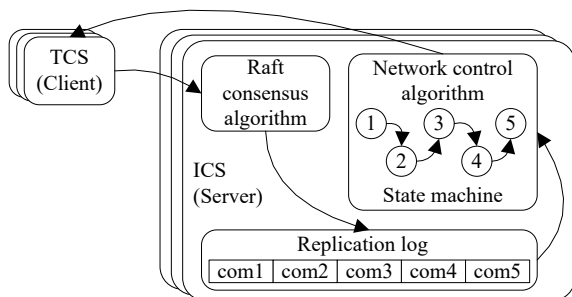 TCS
(Client)
Raft
consensus
algorithm
Network control
algorithm
1
2
3
4
5
State machine
ICS
(Server)
Replication log
com1 com2 com3 com4 com5